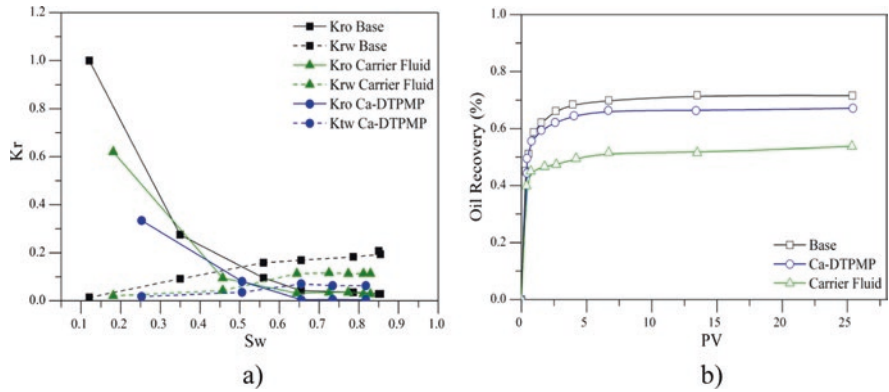 1.2
1.0
0.8
0.6
0.4
0.2
0.0
Kr
0.1 0.2 0.3 0.4 0.5 0.6 0.7 0.8 0.9 1.0
Sw
Kro Base
Krw Base
Kro Carrier Fluid
Krw Carrier Fluid
Kro Ca-DTPMP
Ktw Ca-DTPMP
a)
1.0
0.8
0.6
0.4
0.2
0.0
Oil Recovery (%)
0 5 10 15 20 25
PV
Base
Ca-DTPMP
Carrier Fluid
b)